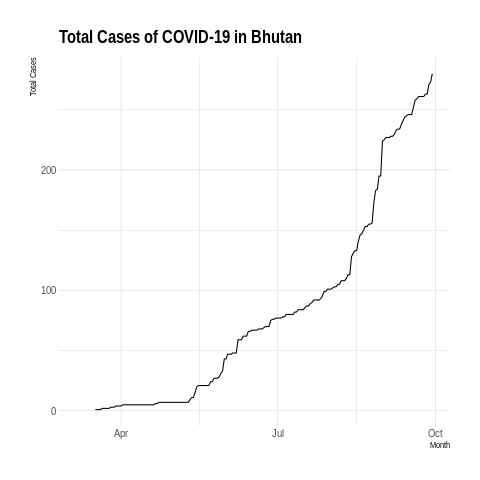 Total Cases of COVID-19 in Bhutan
Total Cases
200
100
0
Apr Jul Oct
Month